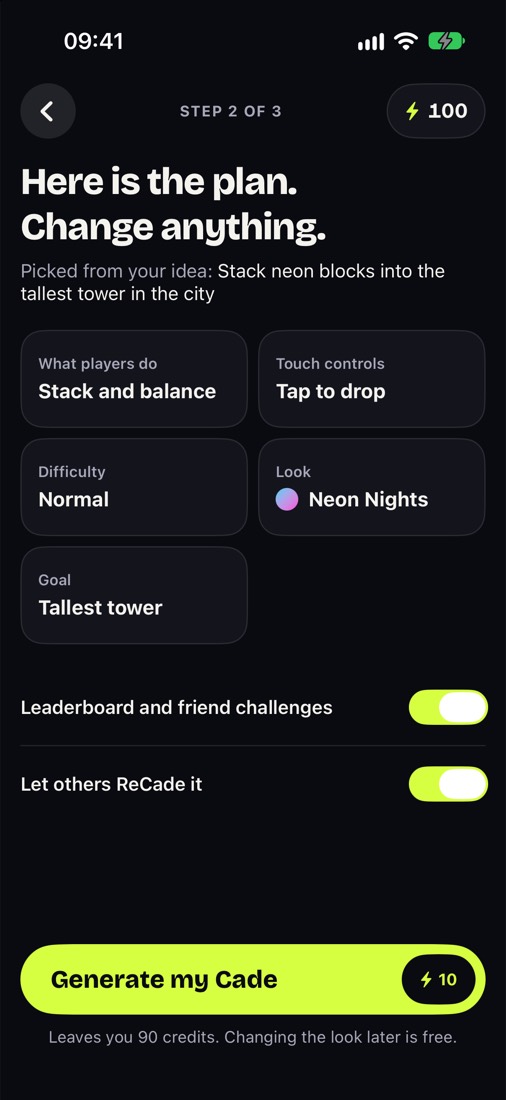 09:41
STEP 2 OF 3
100
Here is the plan.
Change anything.
Picked from your idea: Stack neon blocks into the
tallest tower in the city
What players do
Stack and balance
Touch controls
Tap to drop
Difficulty
Normal
Look
Neon Nights
Goal
Tallest tower
Leaderboard and friend challenges
Let others ReCade it
Generate my Cade
10
Leaves you 90 credits. Changing the look later is free.